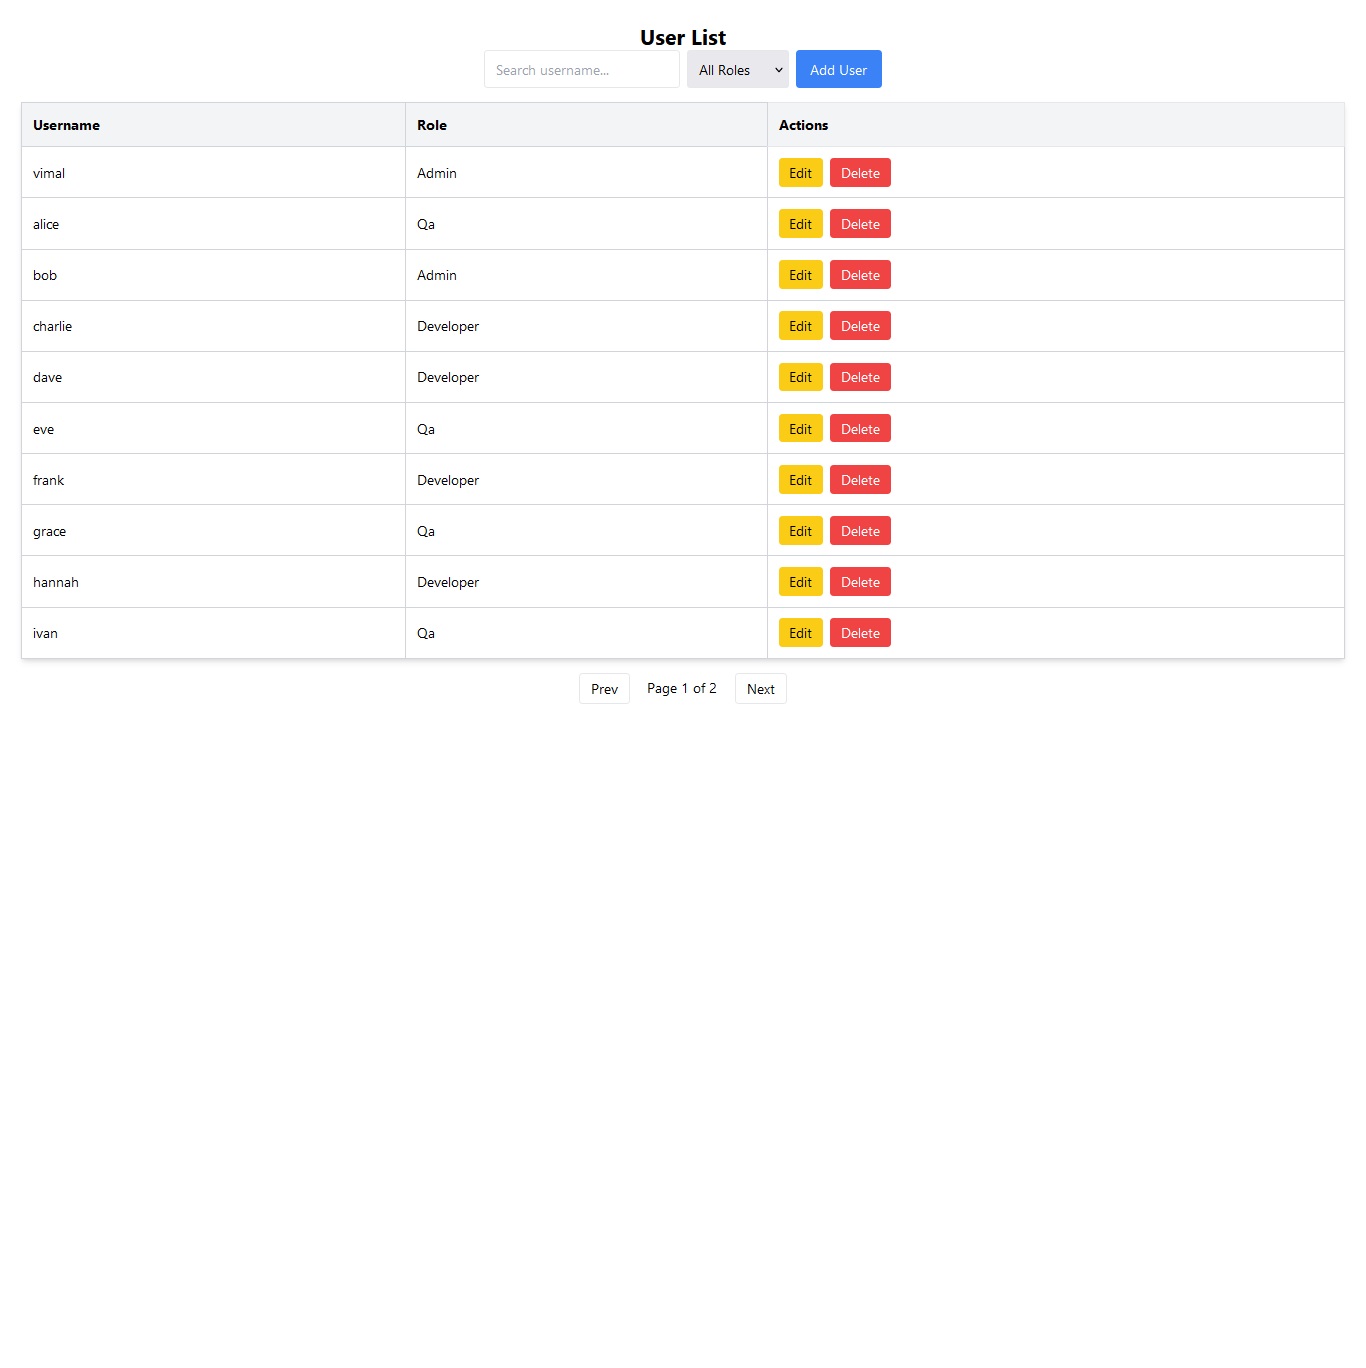 User List
Search username... All Roles Add User
Username Role Actions
vimal Admin Edit Delete
alice Qa Edit Delete
bob Admin Edit Delete
charlie Developer Edit Delete
dave Developer Edit Delete
eve Qa Edit Delete
frank Developer Edit Delete
grace Qa Edit Delete
hannah Developer Edit Delete
ivan Qa Edit Delete
Prev Page 1 of 2 Next